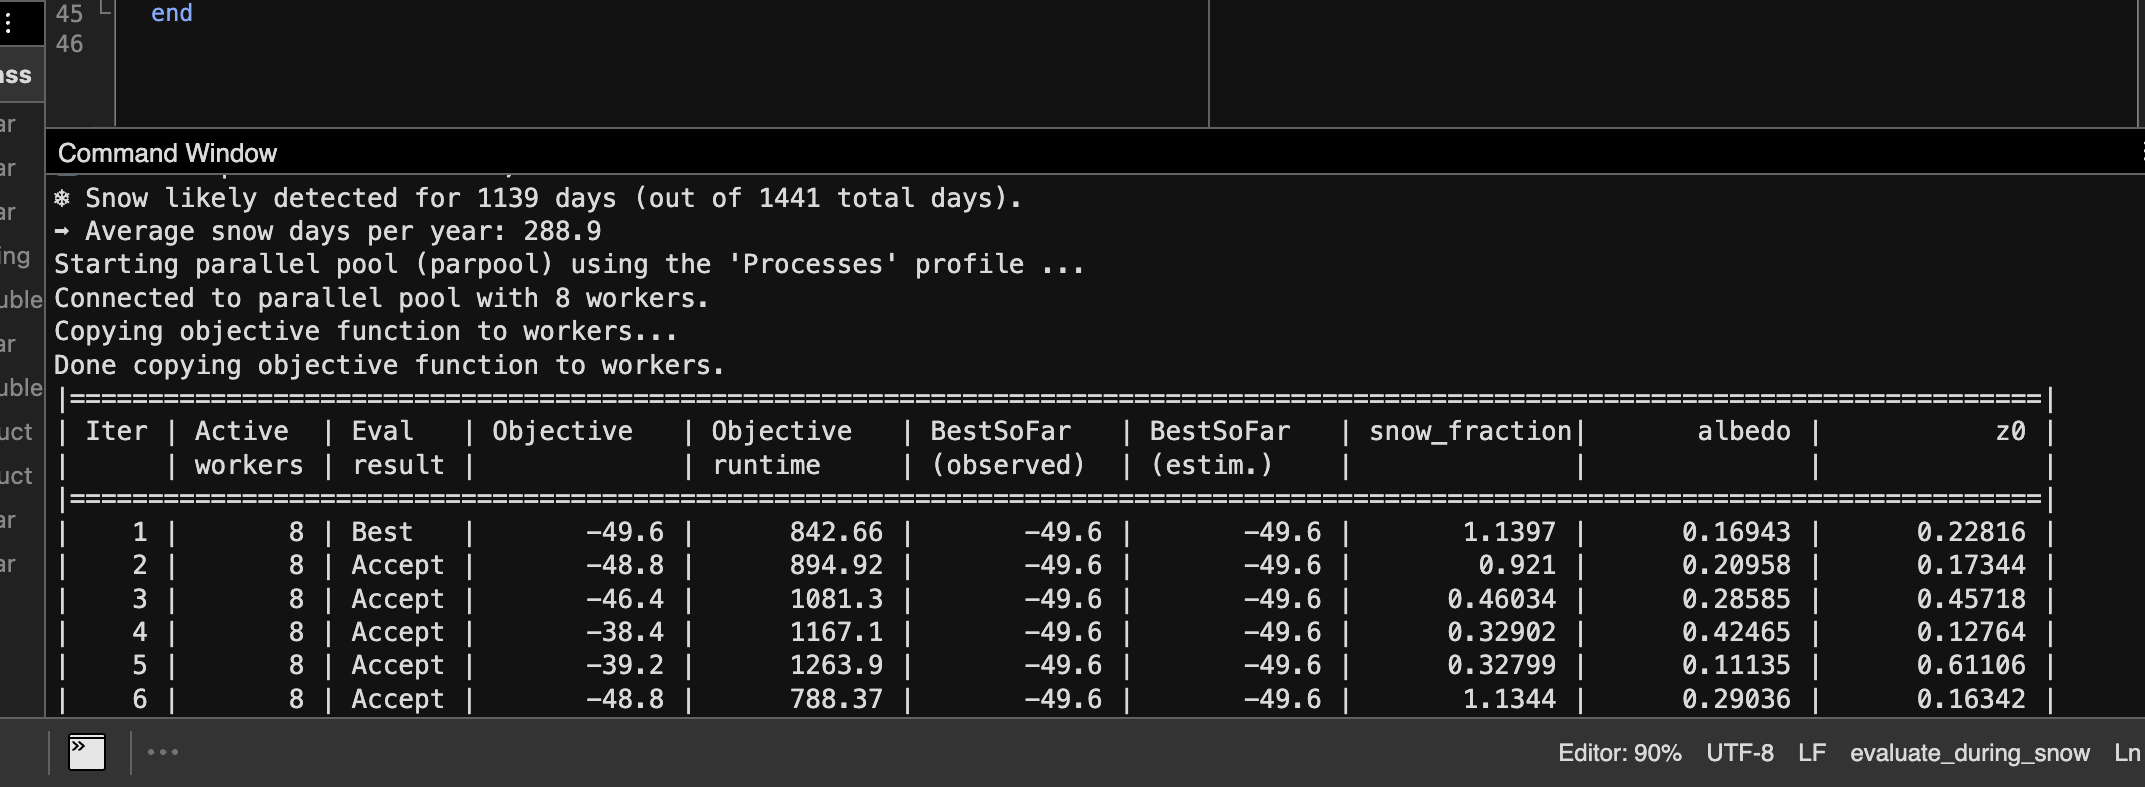 45 end
46
ass
Command Window
ar
❄ Snow likely detected for 1139 days (out of 1441 total days).
ar
➡ Average snow days per year: 288.9
ar
Starting parallel pool (parpool) using the 'Processes' profile ...
ing
Connected to parallel pool with 8 workers.
uble
Copying objective function to workers...
ar
Done copying objective function to workers.
uble
|==============================================================================================================================|
| Iter | Active | Eval | Objective | Objective | BestSoFar | BestSoFar | snow_fraction| albedo | z0 |
uct
| | workers | result | | runtime | (observed) | (estim.) | | | |
uct
|==============================================================================================================================|
| 1 | 8 | Best | -49.6 | 842.66 | -49.6 | -49.6 | 1.1397 | 0.16943 | 0.22816 |
ar
| 2 | 8 | Accept | -48.8 | 894.92 | -49.6 | -49.6 | 0.921 | 0.20958 | 0.17344 |
ar
| 3 | 8 | Accept | -46.4 | 1081.3 | -49.6 | -49.6 | 0.46034 | 0.28585 | 0.45718 |
| 4 | 8 | Accept | -38.4 | 1167.1 | -49.6 | -49.6 | 0.32902 | 0.42465 | 0.12764 |
| 5 | 8 | Accept | -39.2 | 1263.9 | -49.6 | -49.6 | 0.32799 | 0.11135 | 0.61106 |
| 6 | 8 | Accept | -48.8 | 788.37 | -49.6 | -49.6 | 1.1344 | 0.29036 | 0.16342 |
» ••• Editor: 90% UTF-8 LF evaluate_during_snow Ln